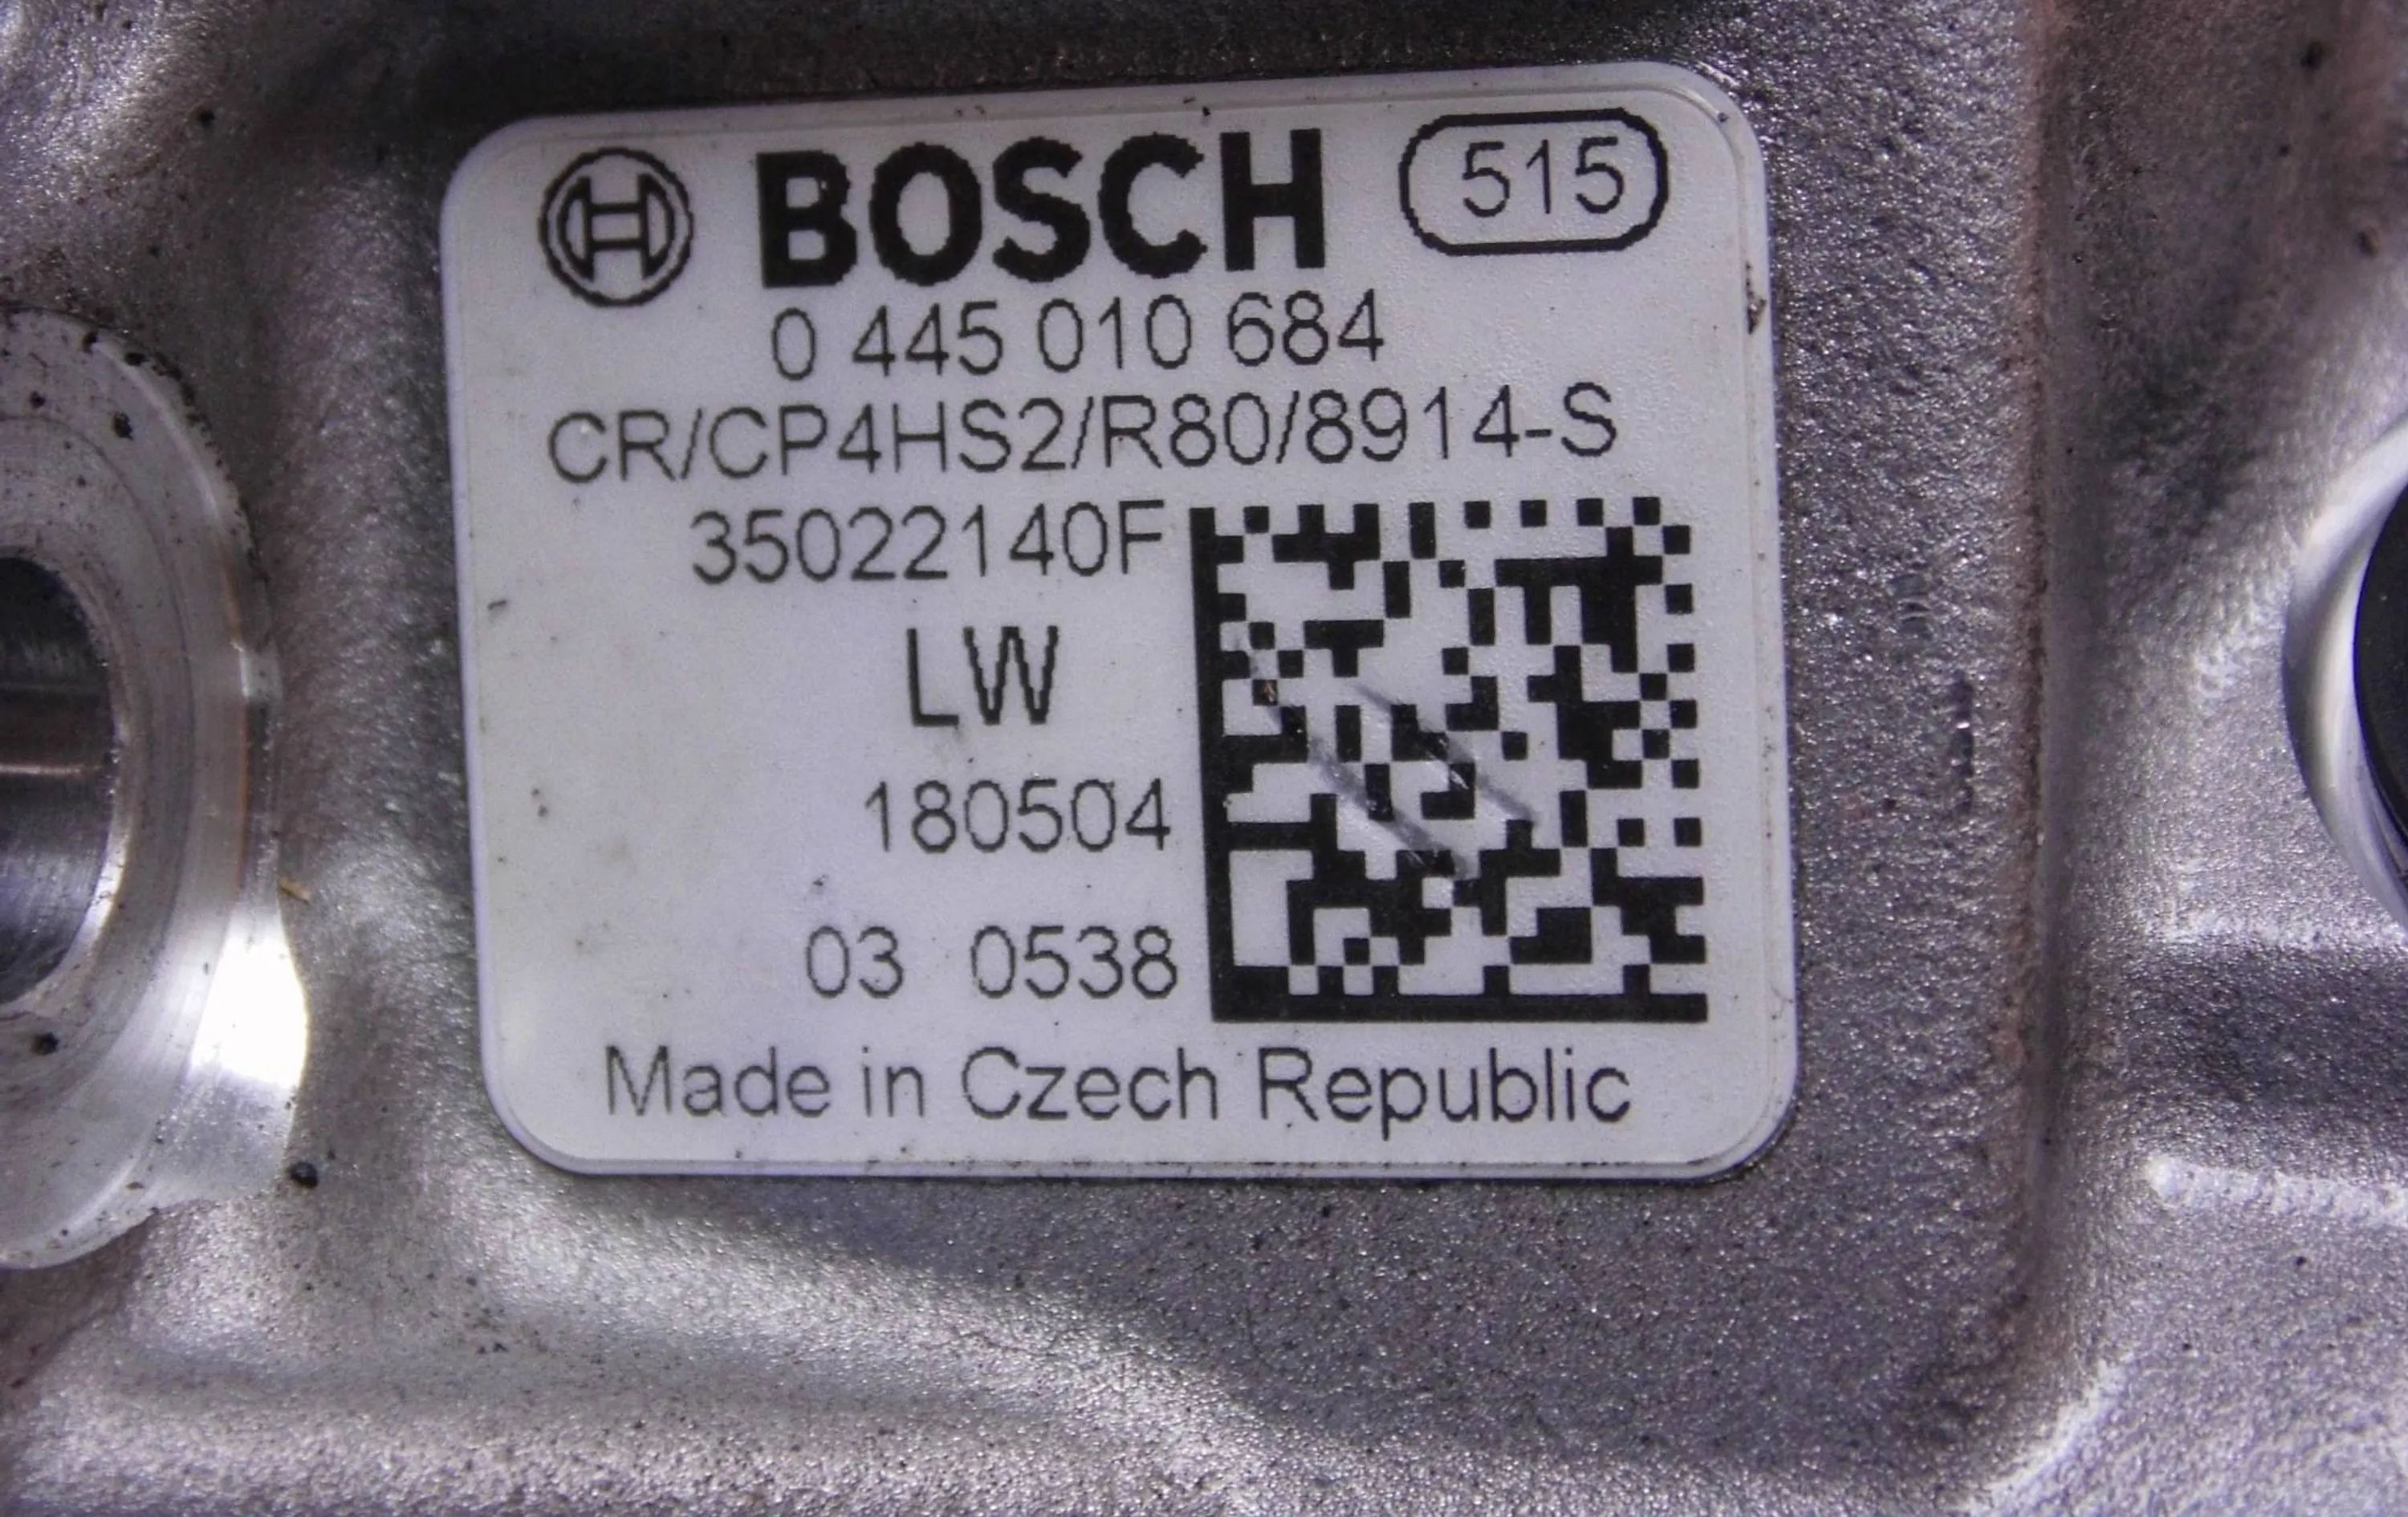 BOSCH 515
0 445 010 684
CR/CP4HS2/R80/8914-S
35022140F
LW
180504
03 0538
Made in Czech Republic